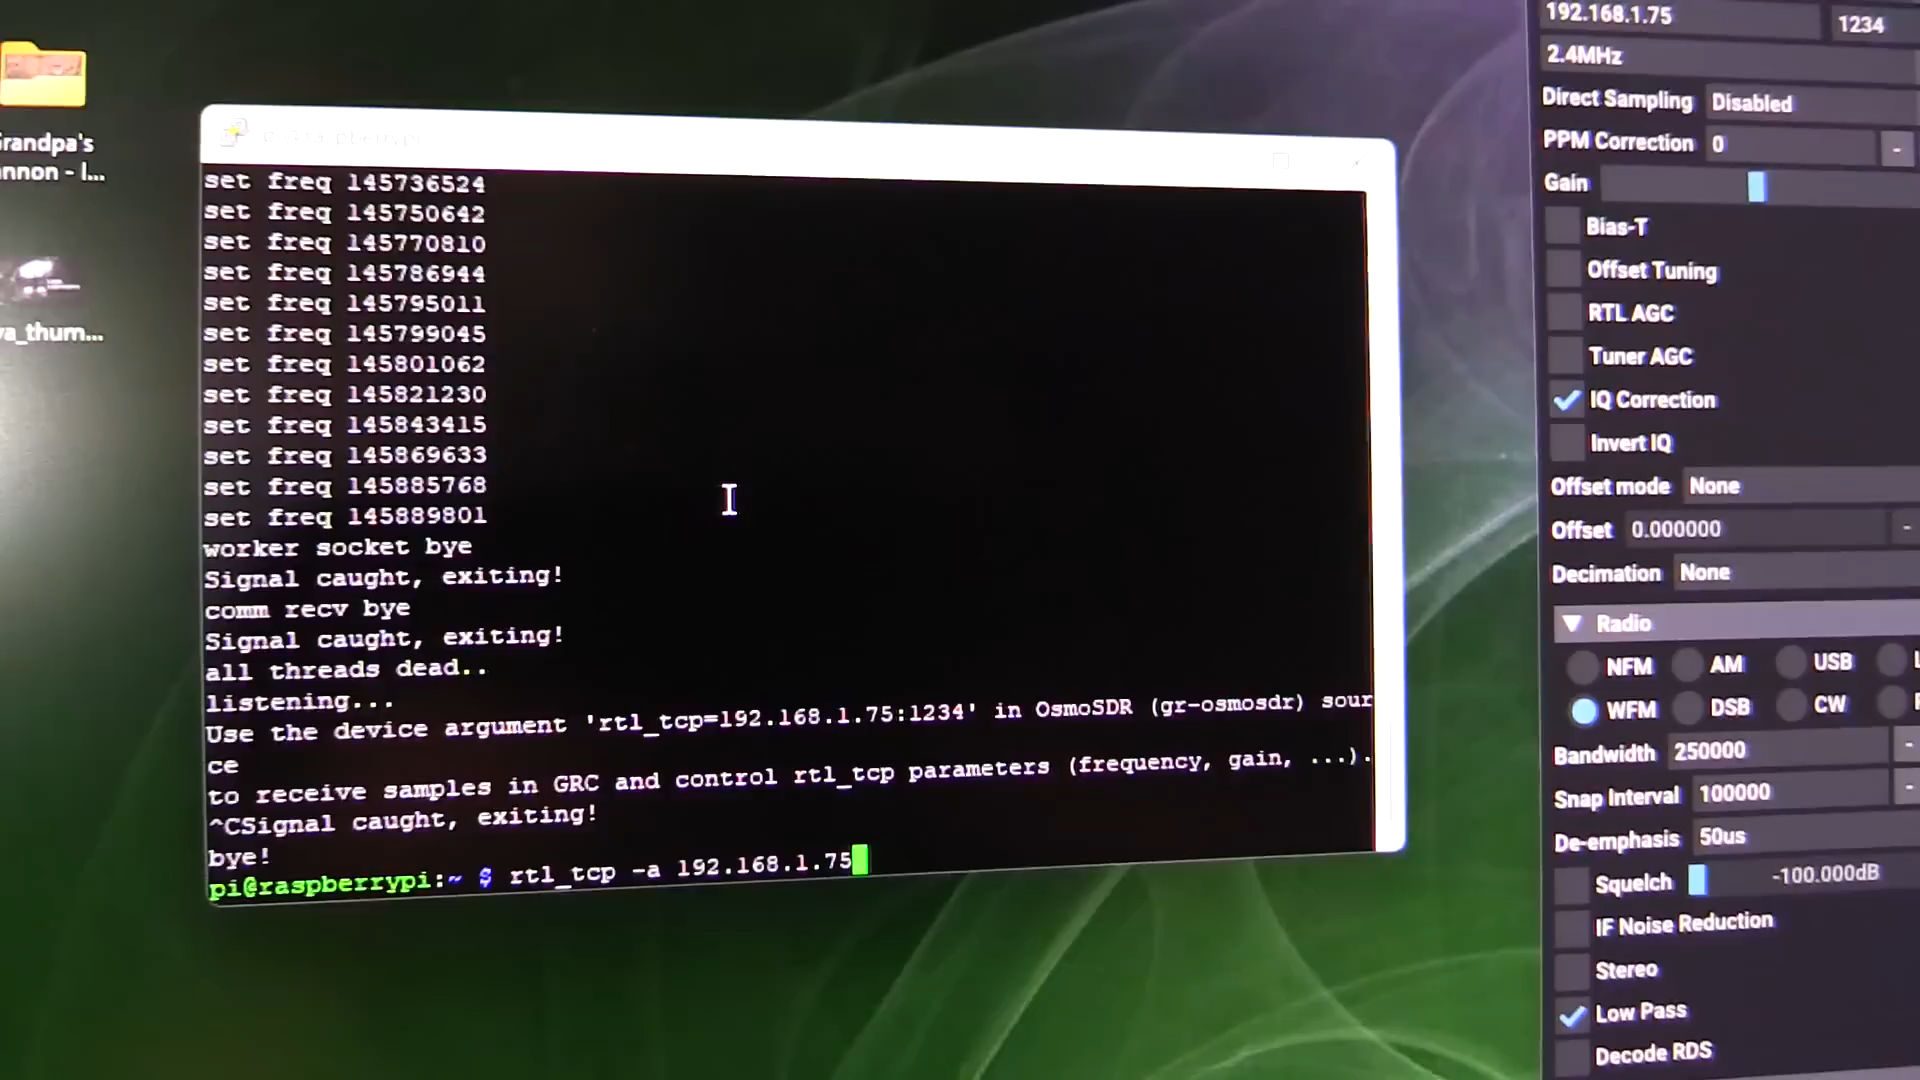 randpa's
nnon - l...
a_thum...
set freq 145736524
set freq 145750642
set freq 145770810
set freq 145786944
set freq 145795011
set freq 145799045
set freq 145801062
set freq 145821230
set freq 145843415
set freq 145869633
set freq 145885768
set freq 145889801
worker socket bye
Signal caught, exiting!
comm recv bye
Signal caught, exiting!
all threads dead..
listening...
Use the device argument 'rtl_tcp=192.168.1.75:1234' in OsmoSDR (gr-osmosdr) sour
ce
to receive samples in GRC and control rtl_tcp parameters (frequency, gain, ...).
^CSignal caught, exiting!
bye!
pi@raspberrypi:~ $ rtl_tcp -a 192.168.1.75
192.168.1.75 1234
2.4MHz
Direct Sampling Disabled
PPM Correction 0 -
Gain
Bias-T
Offset Tuning
RTL AGC
Tuner AGC
IQ Correction
Invert IQ
Offset mode None
Offset 0.000000 -
Decimation None
Radio
NFM AM USB
WFM DSB CW
Bandwidth 250000 -
Snap Interval 100000 -
De-emphasis 50us
Squelch -100.000dB
IF Noise Reduction
Stereo
Low Pass
Decode RDS